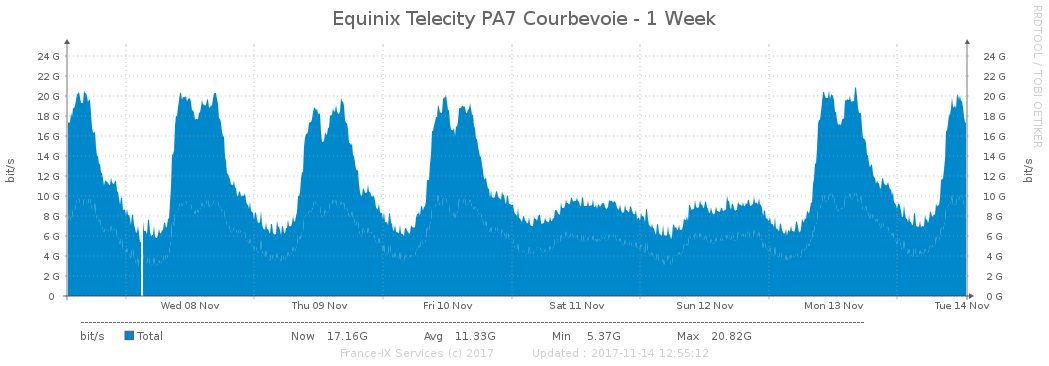 Equinix Telecity PA7 Courbevoie - 1 Week
RRDTOOL / TOBI OETIKER
bit/s
24 G
22 G
20 G
18 G
16 G
14 G
12 G
10 G
8 G
6 G
4 G
2 G
0
24 G
22 G
20 G
18 G
16 G
14 G
12 G
10 G
8 G
6 G
4 G
2 G
0 G
bit/s
Wed 08 Nov Thu 09 Nov Fri 10 Nov Sat 11 Nov Sun 12 Nov Mon 13 Nov Tue 14 Nov
bit/s Total Now 17.16G Avg 11.33G Min 5.37G Max 20.82G
France-IX Services (c) 2017 Updated : 2017-11-14 12:55:12